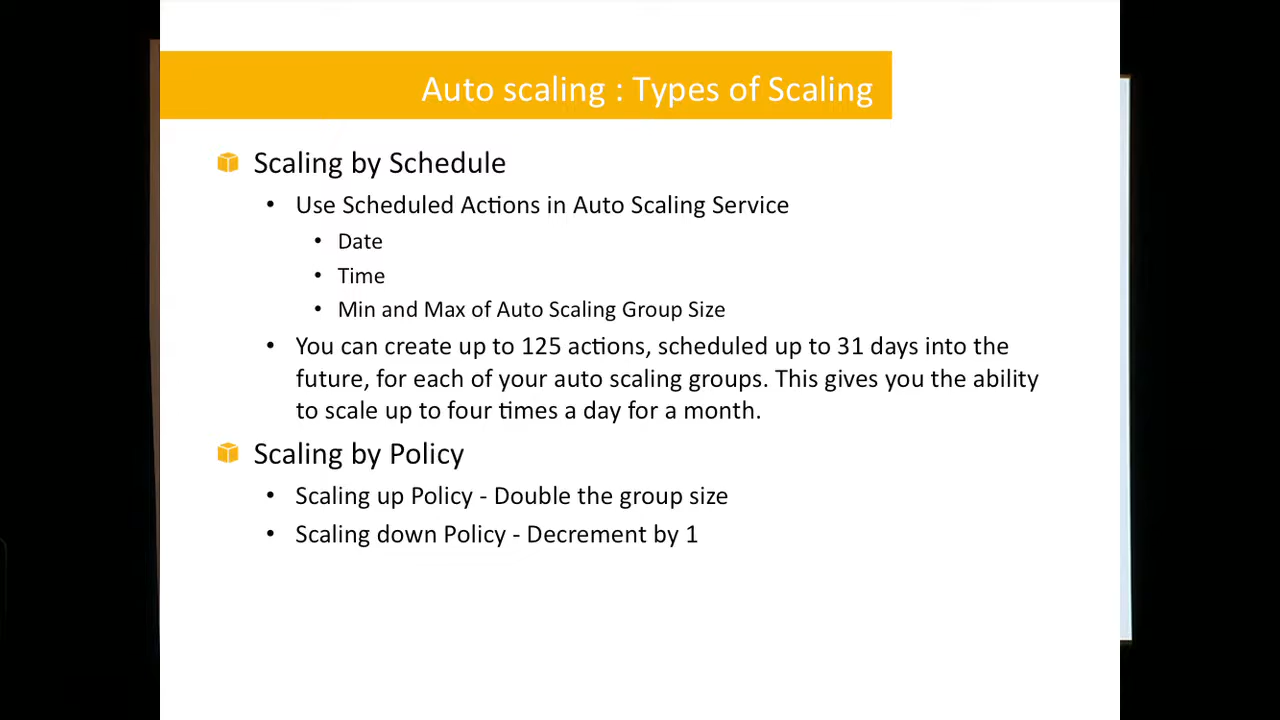 Auto scaling : Types of Scaling
Scaling by Schedule
• Use Scheduled Actions in Auto Scaling Service
• Date
• Time
• Min and Max of Auto Scaling Group Size
• You can create up to 125 actions, scheduled up to 31 days into the
future, for each of your auto scaling groups. This gives you the ability
to scale up to four times a day for a month.
Scaling by Policy
• Scaling up Policy - Double the group size
• Scaling down Policy - Decrement by 1